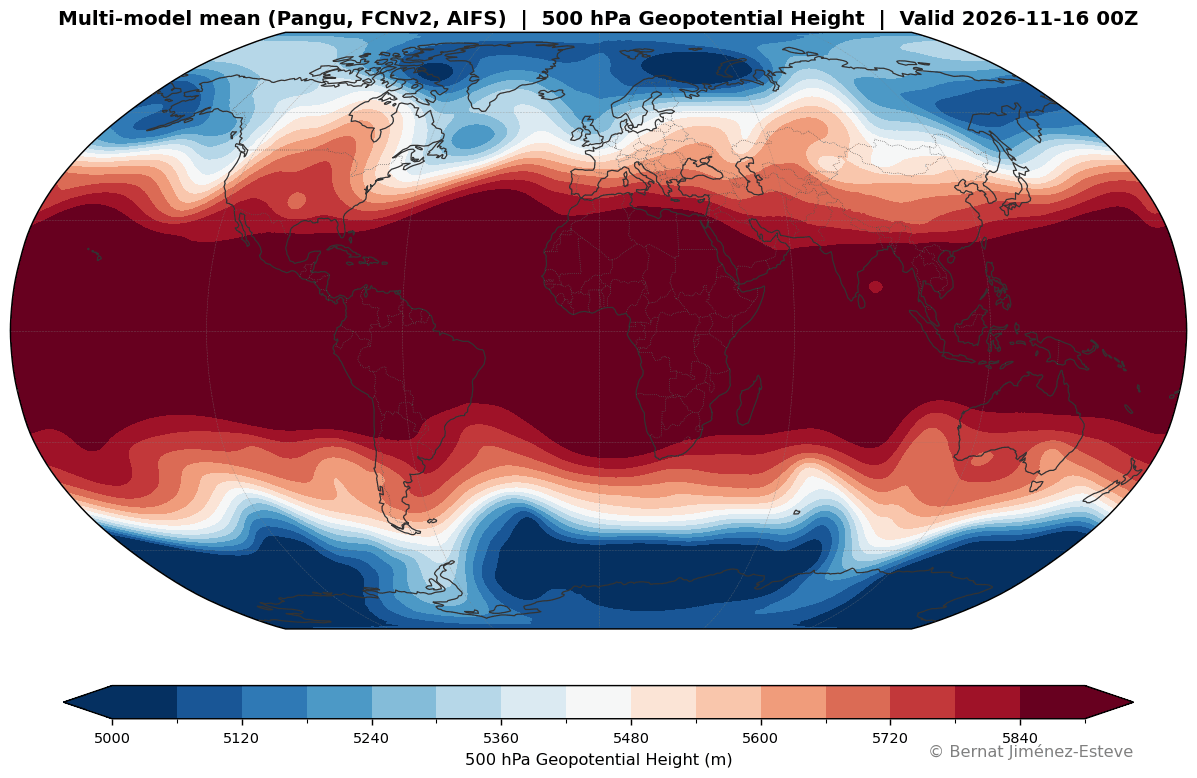 Multi-model mean (Pangu, FCNv2, AIFS)  |  500 hPa Geopotential Height  |  Valid 2026-11-16 00Z
5000 5120 5240 5360 5480 5600 5720 5840
500 hPa Geopotential Height (m)
© Bernat Jiménez-Esteve